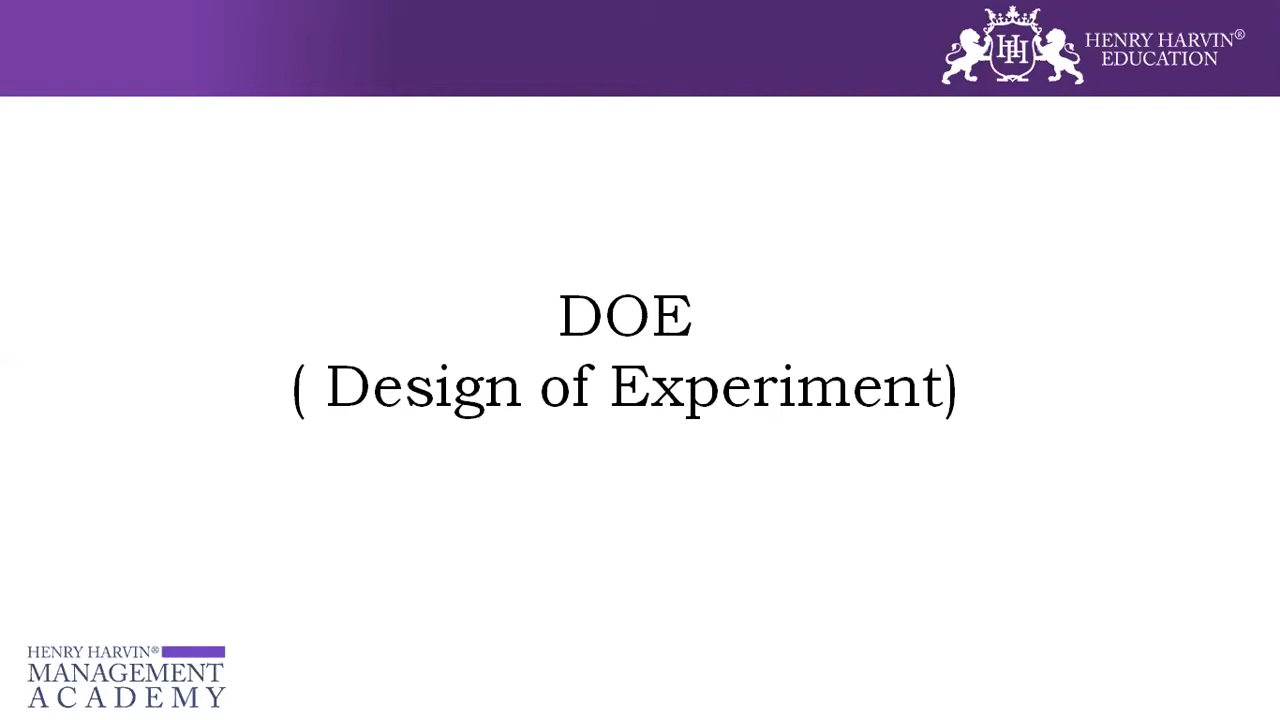 HENRY HARVIN®
EDUCATION
DOE
( Design of Experiment)
HENRY HARVIN®
MANAGEMENT
ACADEMY